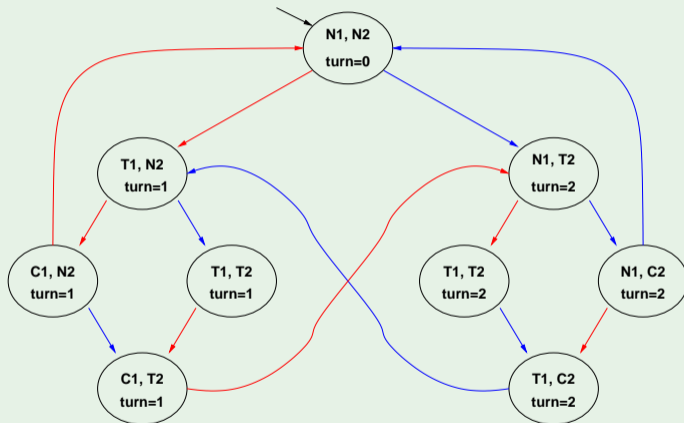 N1, N2
turn=0
T1, N2
turn=1
N1, T2
turn=2
C1, N2
turn=1
T1, T2
turn=1
T1, T2
turn=2
N1, C2
turn=2
C1, T2
turn=1
T1, C2
turn=2